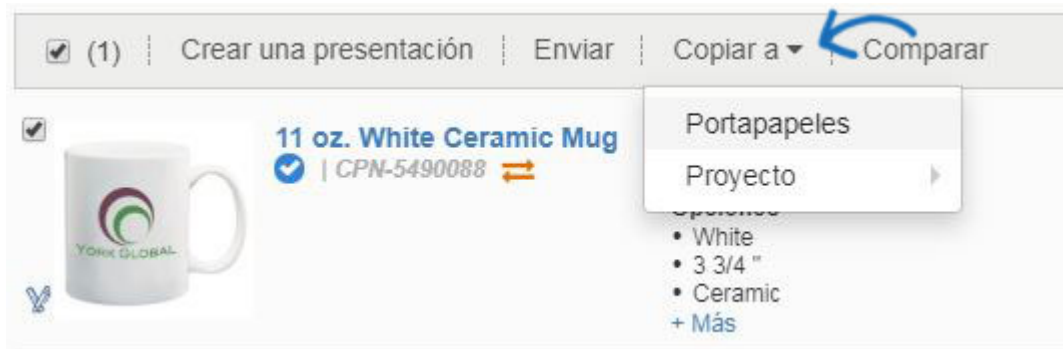 (1) Crear una presentación Enviar Copiar a Comparar
Portapapeles
Proyecto
11 oz. White Ceramic Mug
| CPN-5490088
YORK GLOBAL
Opciones
• White
• 3 3/4 "
• Ceramic
+ Más